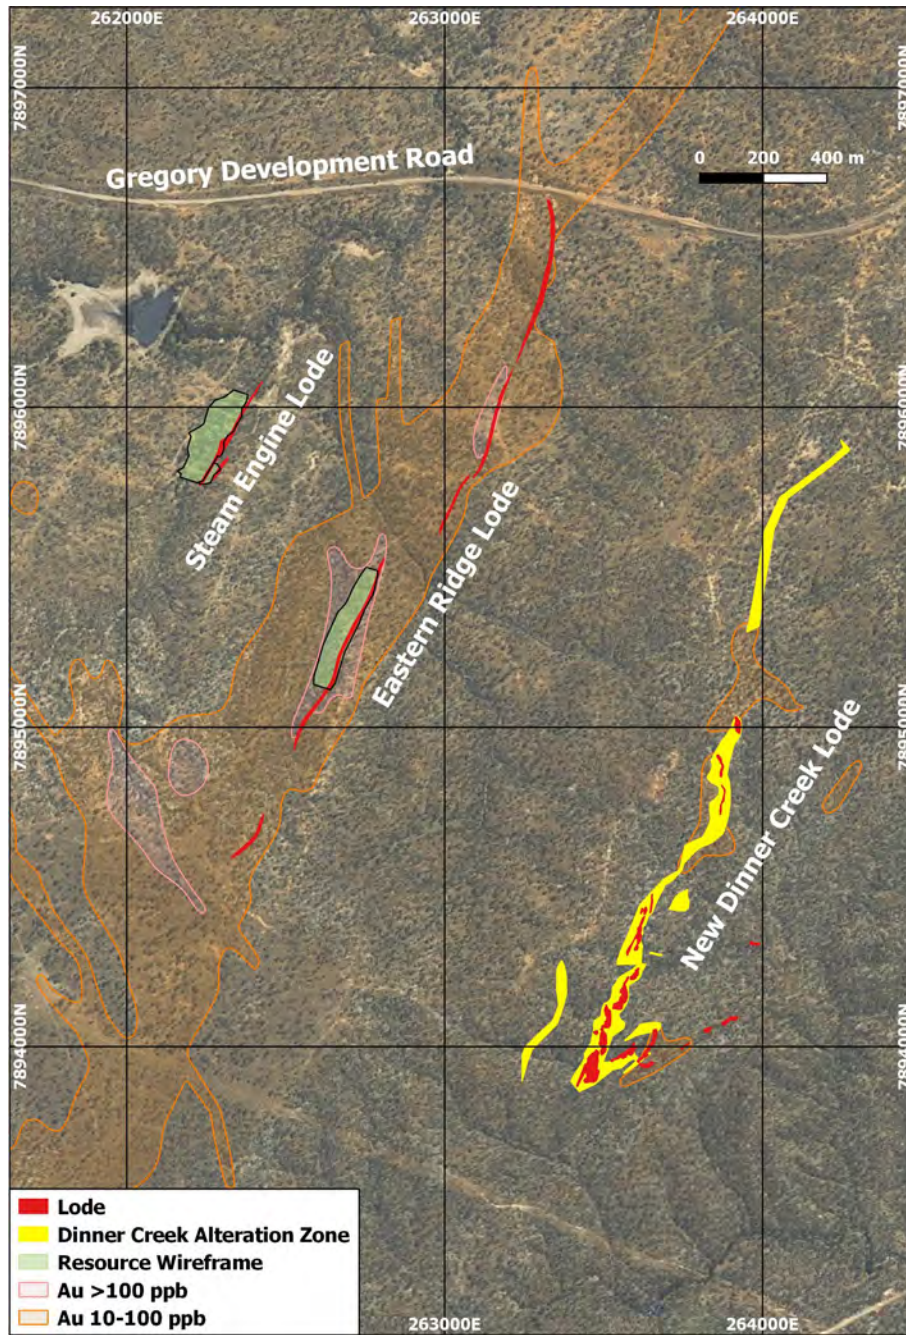 262000E
263000E
264000E
7897000N
7897000N
Gregory Development Road
0 200 400 m
7896000N
7896000N
Steam Engine Lode
Eastern Ridge Lode
7895000N
7895000N
New Dinner Creek Lode
7894000N
7894000N
Lode
Dinner Creek Alteration Zone
Resource Wireframe
Au >100 ppb
Au 10-100 ppb
263000E
264000E